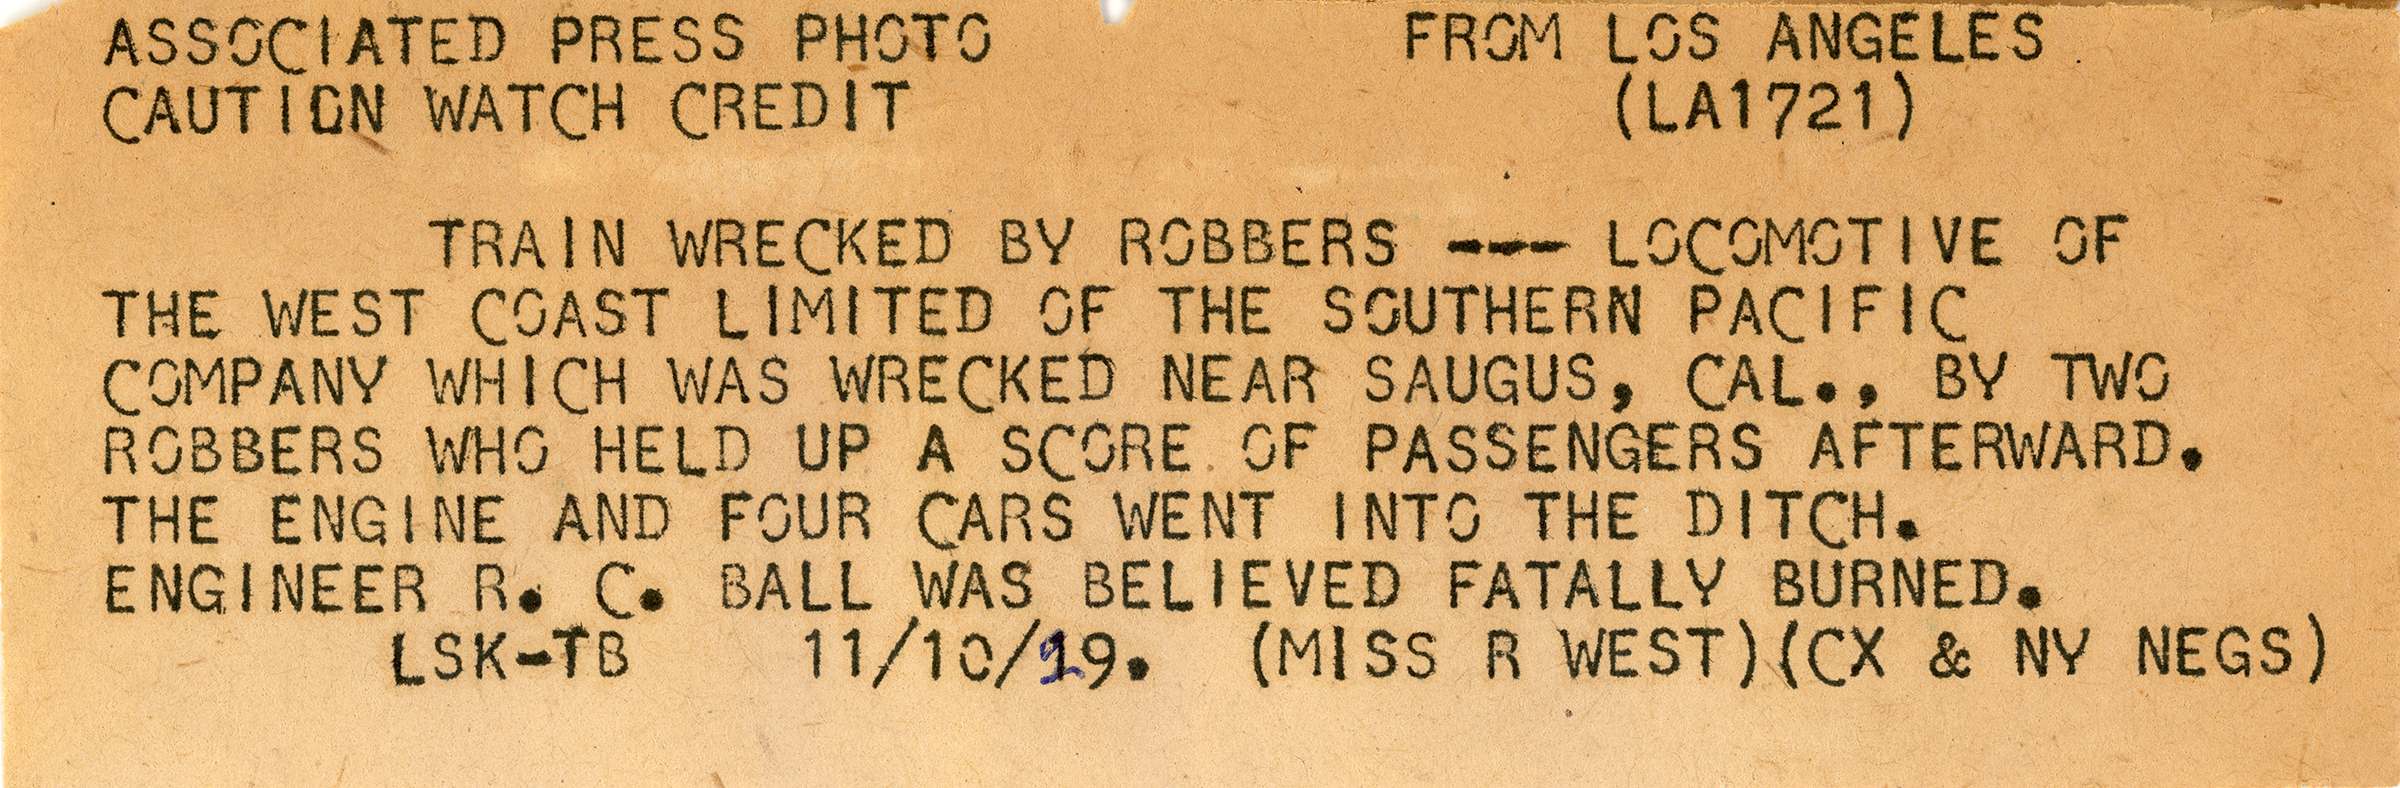 ASSOCIATED PRESS PHOTO FROM LOS ANGELES
CAUTION WATCH CREDIT (LA1721)
TRAIN WRECKED BY ROBBERS --- LOCOMOTIVE OF
THE WEST COAST LIMITED OF THE SOUTHERN PACIFIC
COMPANY WHICH WAS WRECKED NEAR SAUGUS, CAL., BY TWO
ROBBERS WHO HELD UP A SCORE OF PASSENGERS AFTERWARD.
THE ENGINE AND FOUR CARS WENT INTO THE DITCH.
ENGINEER R. C. BALL WAS BELIEVED FATALLY BURNED.
LSK-TB 11/10/29. (MISS R WEST)(CX & NY NEGS)